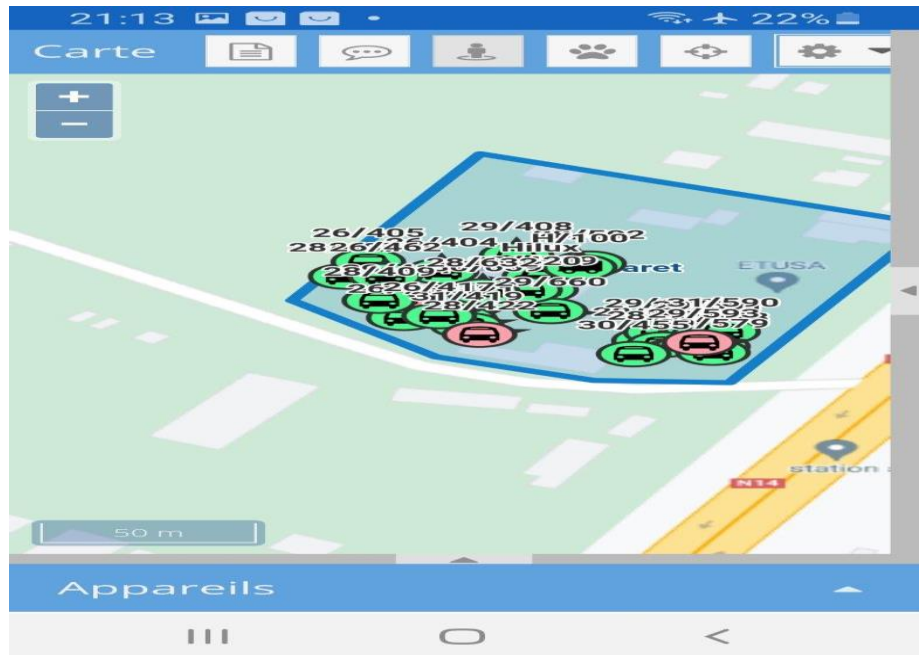 21:13
22%
Carte
+
−
29/408
26/405
H/100
2826/462
404
Hilux
28/632
209
28/409
aret
ETUSA
29/660
29/417
31/590
31/419
29/593
28/422
30/455
/579
station
N14
50 m
Appareils